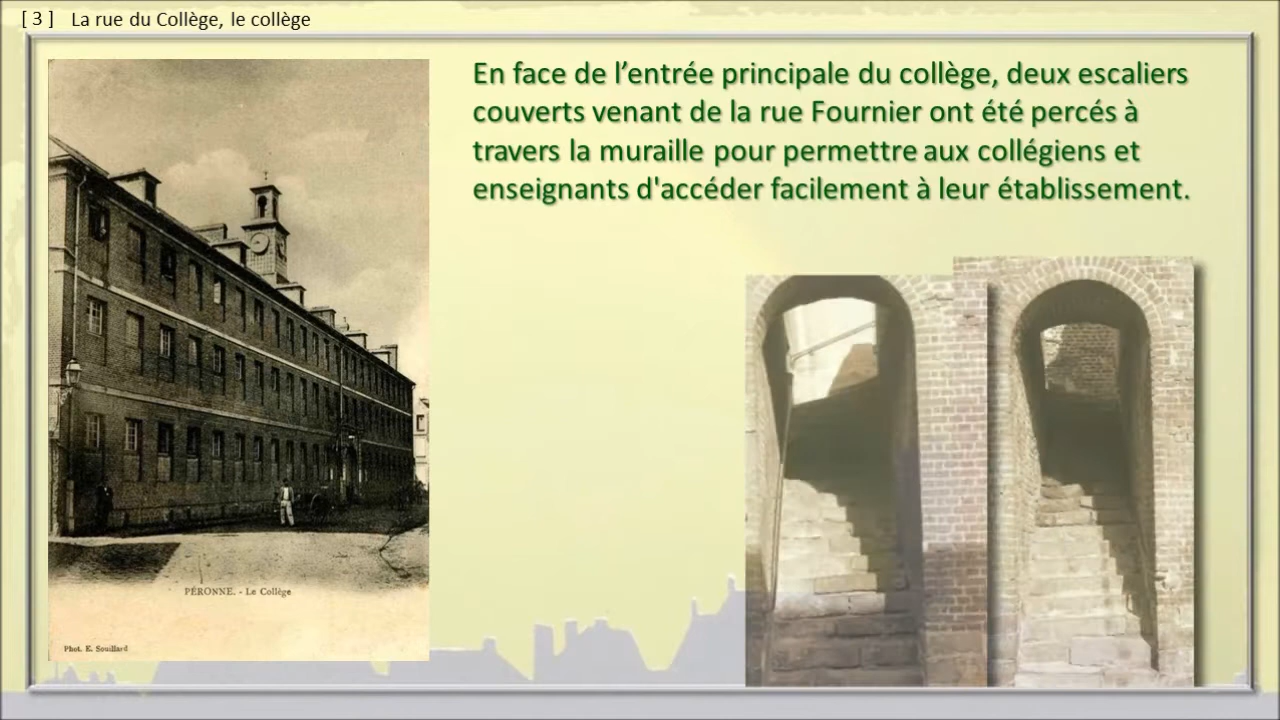 [ 3 ] La rue du Collège, le collège
En face de l’entrée principale du collège, deux escaliers
couverts venant de la rue Fournier ont été percés à
travers la muraille pour permettre aux collégiens et
enseignants d'accéder facilement à leur établissement.
PÉRONNE. - Le Collège
Phot. E. Souillard